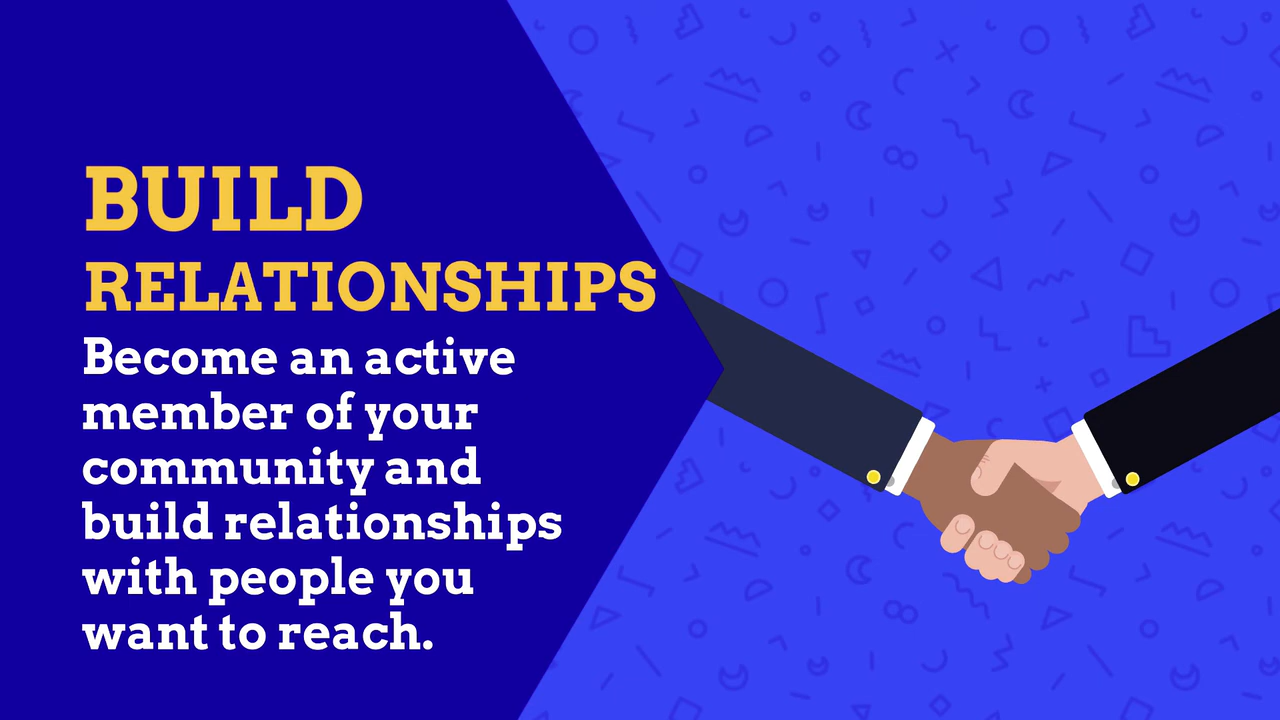 BUILD
RELATIONSHIPS
Become an active
member of your
community and
build relationships
with people you
want to reach.